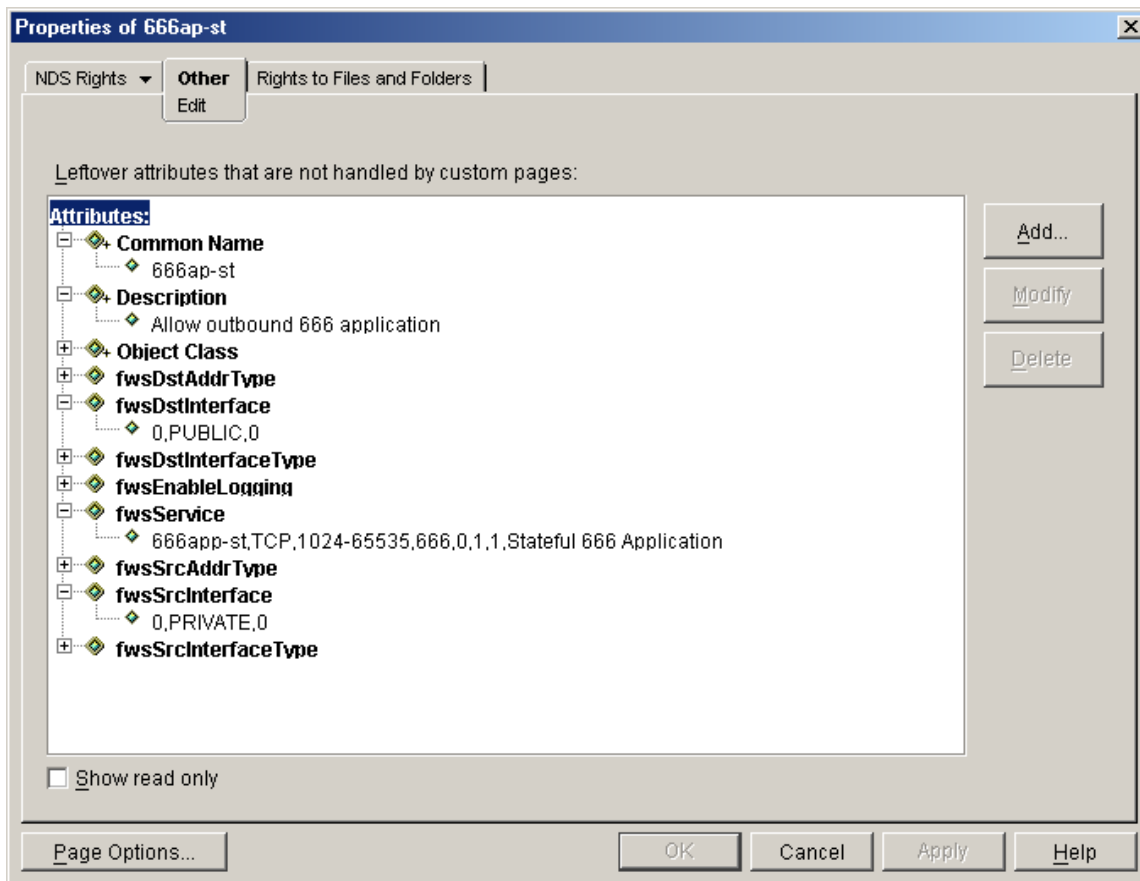 Properties of 666ap-st
NDS Rights Other Rights to Files and Folders
Edit
Leftover attributes that are not handled by custom pages:
Attributes:
Common Name
666ap-st
Description
Allow outbound 666 application
Object Class
fwsDstAddrType
fwsDstInterface
0,PUBLIC,0
fwsDstInterfaceType
fwsEnableLogging
fwsService
666app-st,TCP,1024-65535,666,0,1,1,Stateful 666 Application
fwsSrcAddrType
fwsSrcInterface
0,PRIVATE,0
fwsSrcInterfaceType
Add...
Modify
Delete
Show read only
Page Options... OK Cancel Apply Help